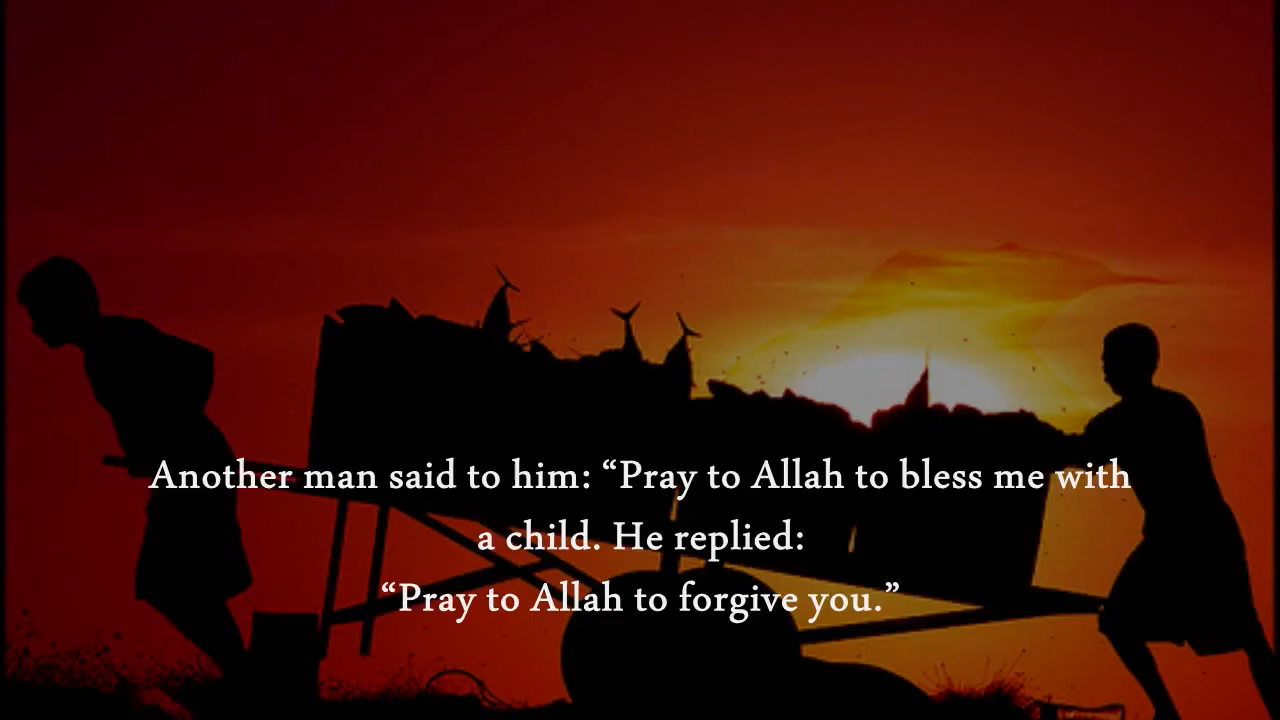 Another man said to him: “Pray to Allah to bless me with
a child. He replied:
“Pray to Allah to forgive you.”